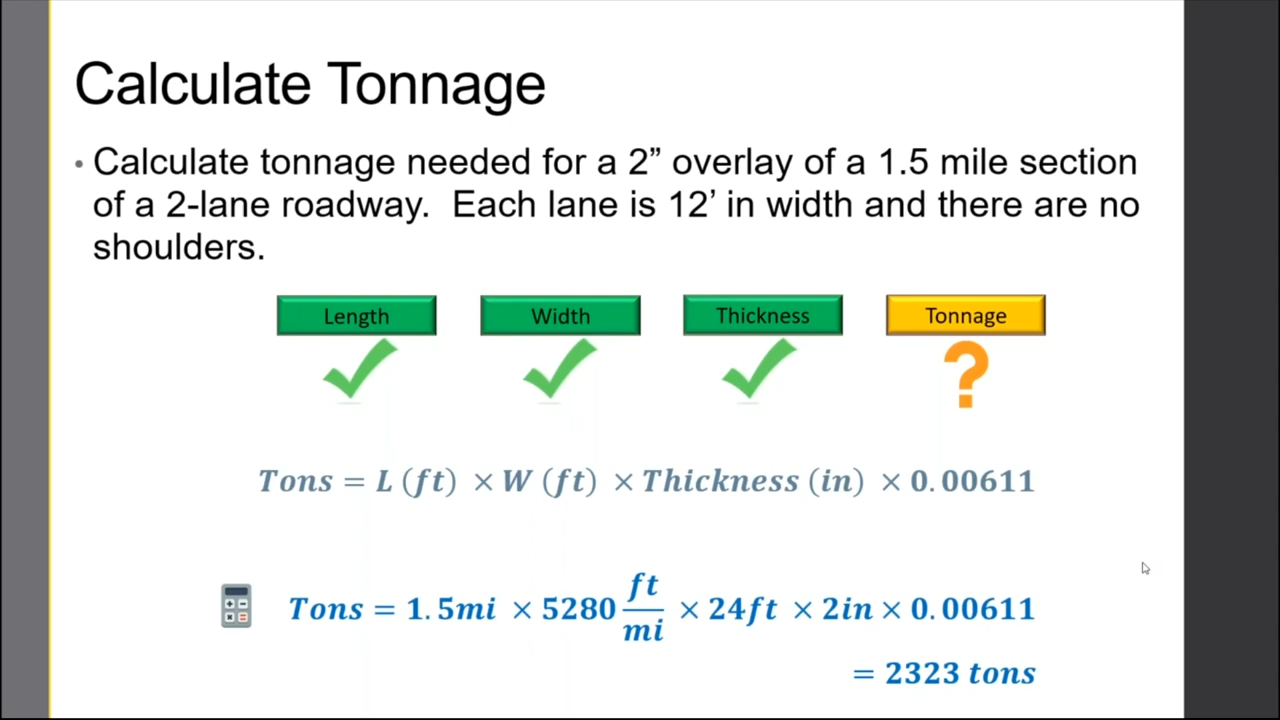 Calculate Tonnage
• Calculate tonnage needed for a 2” overlay of a 1.5 mile section
of a 2-lane roadway.  Each lane is 12’ in width and there are no
shoulders.
Length Width Thickness Tonnage
?
Tons = L (ft) × W (ft) × Thickness (in) × 0.00611
Tons = 1.5mi × 5280 ft/mi × 24ft × 2in × 0.00611
= 2323 tons